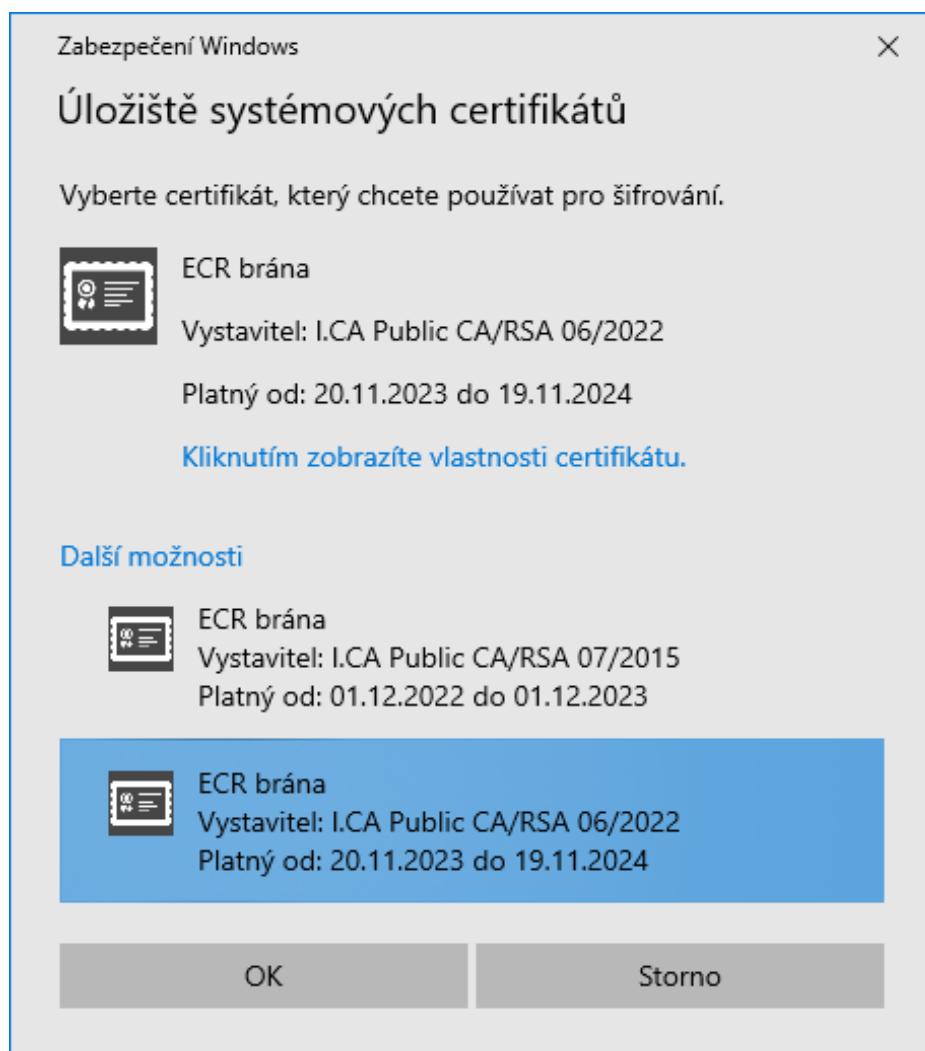 Zabezpečení Windows
Úložiště systémových certifikátů
Vyberte certifikát, který chcete používat pro šifrování.
ECR brána
Vystavitel: I.CA Public CA/RSA 06/2022
Platný od: 20.11.2023 do 19.11.2024
Kliknutím zobrazíte vlastnosti certifikátu.
Další možnosti
ECR brána
Vystavitel: I.CA Public CA/RSA 07/2015
Platný od: 01.12.2022 do 01.12.2023
ECR brána
Vystavitel: I.CA Public CA/RSA 06/2022
Platný od: 20.11.2023 do 19.11.2024
OK
Storno